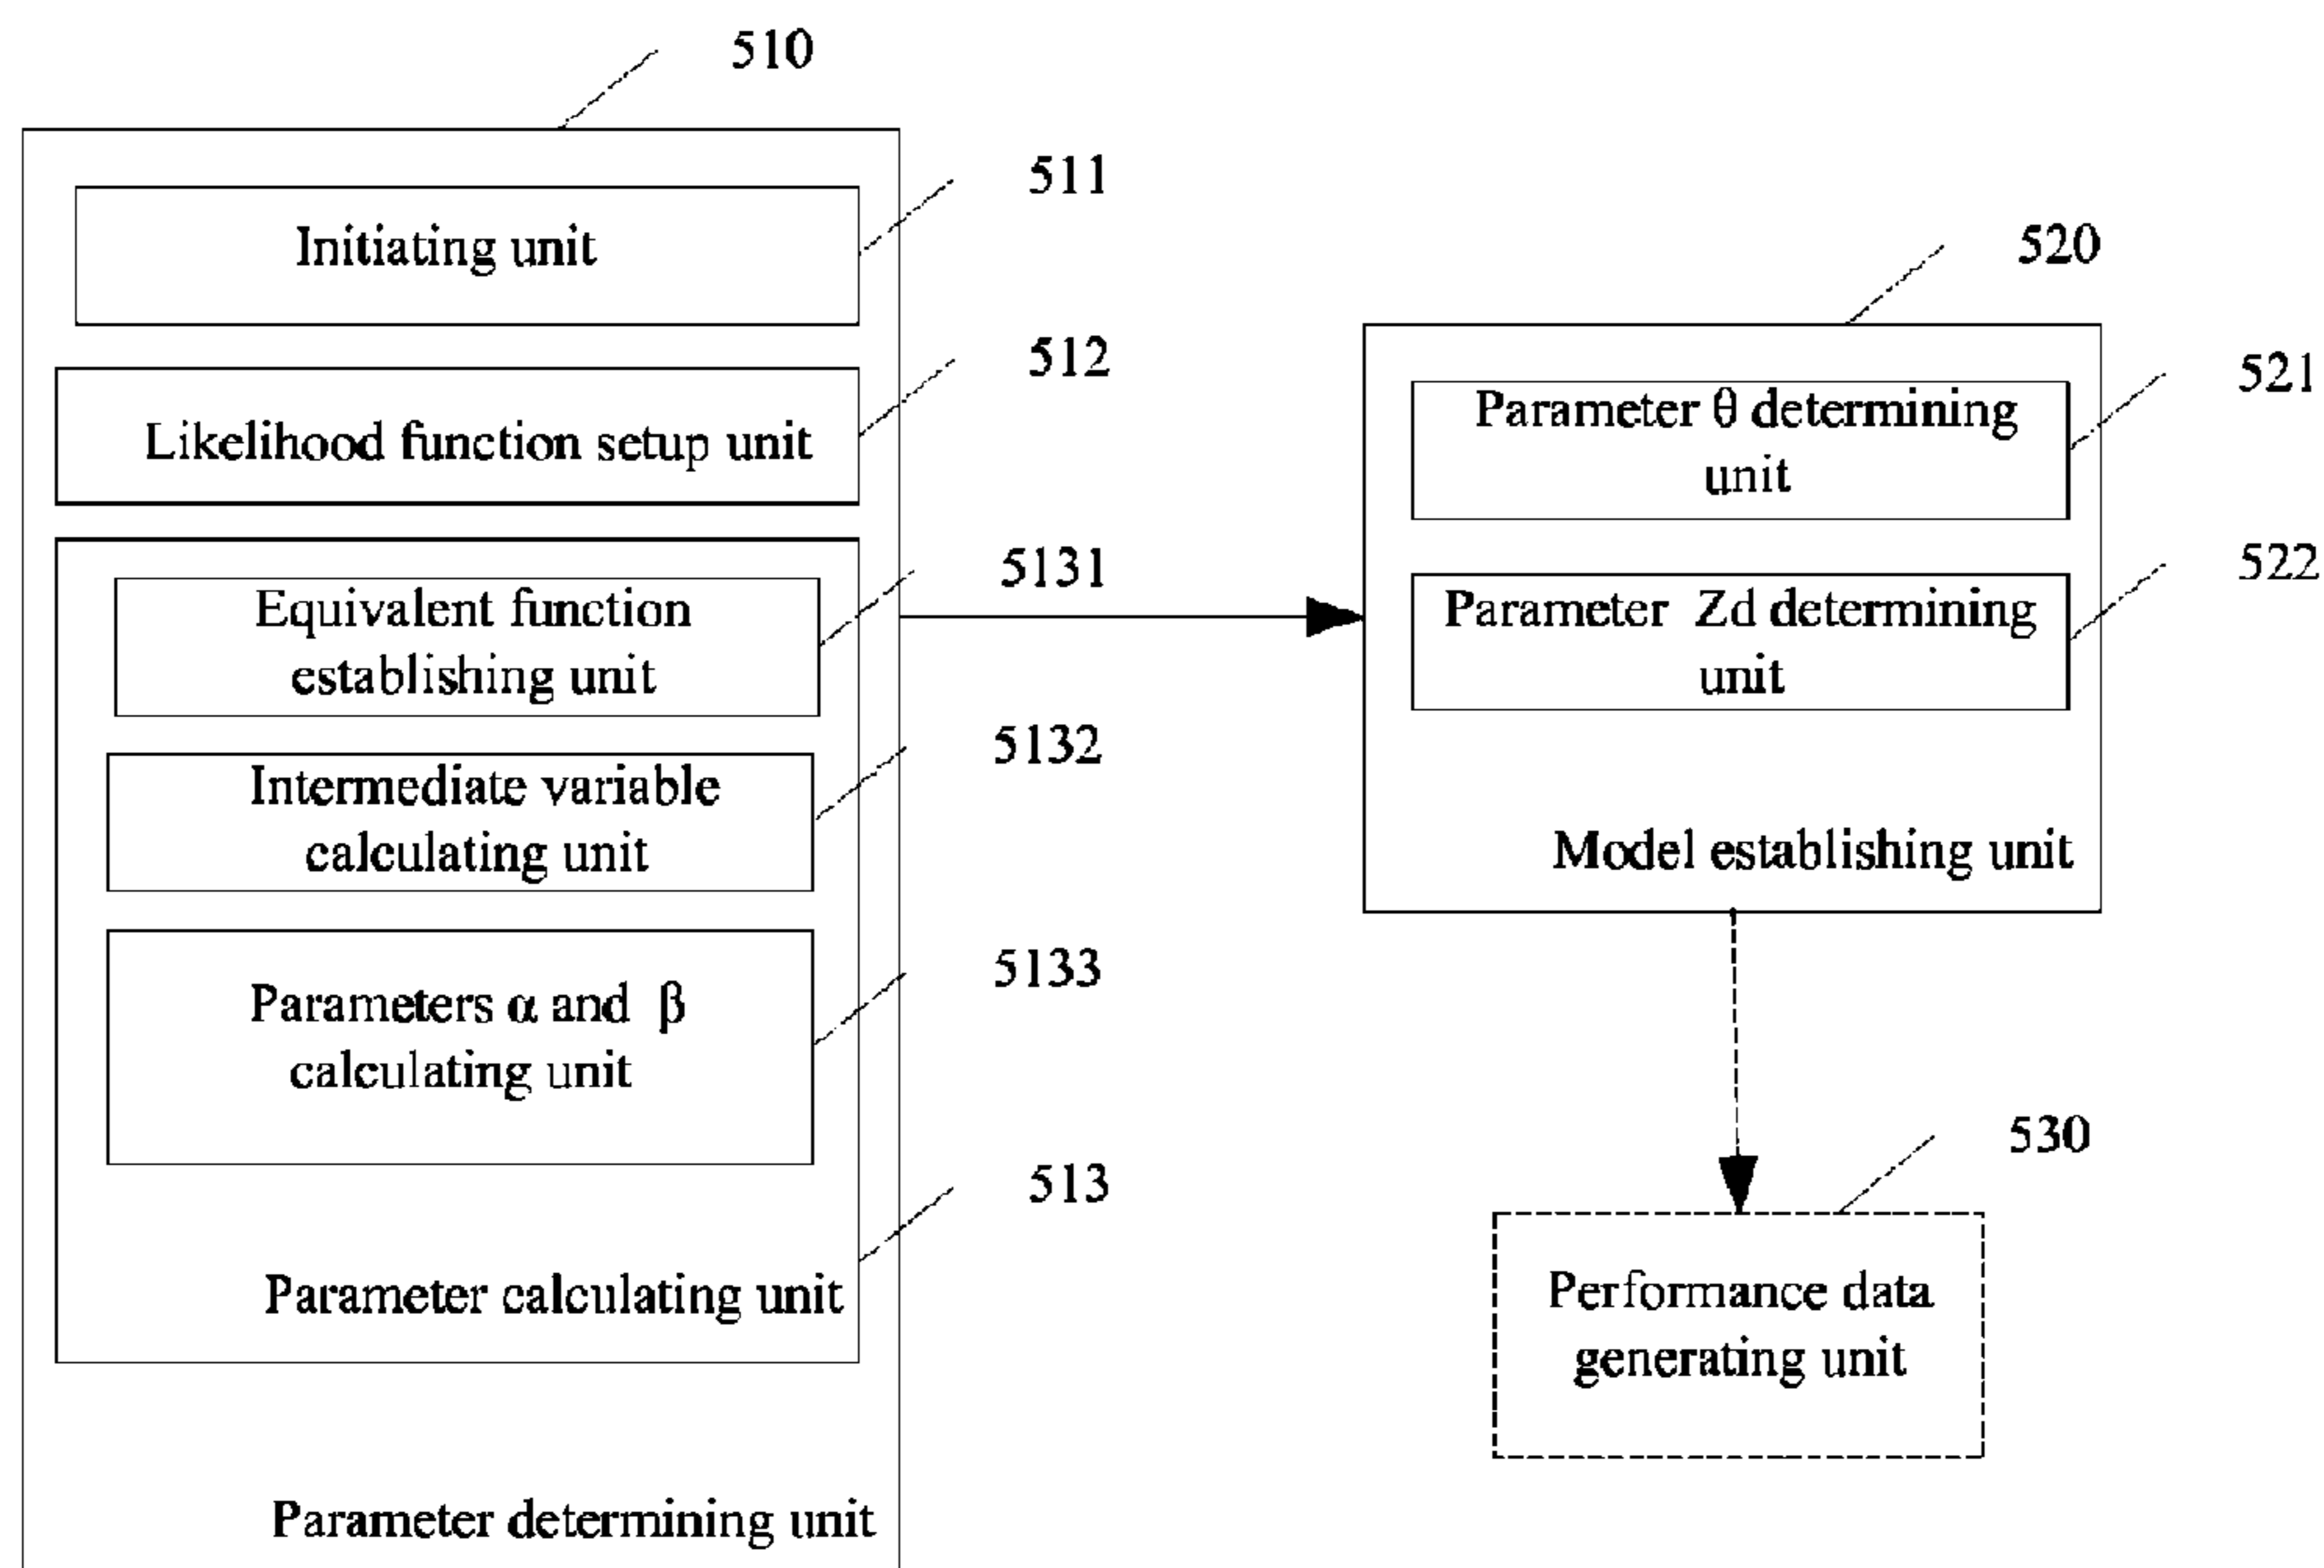 510
511
Initiating unit
512
Likelihood function setup unit
5131
Equivalent function
establishing unit
5132
Intermediate variable
calculating unit
5133
Parameters α and β
calculating unit
513
Parameter calculating unit
Parameter determining unit
520
521
Parameter θ determining
unit
522
Parameter Zd determining
unit
Model establishing unit
530
Performance data
generating unit